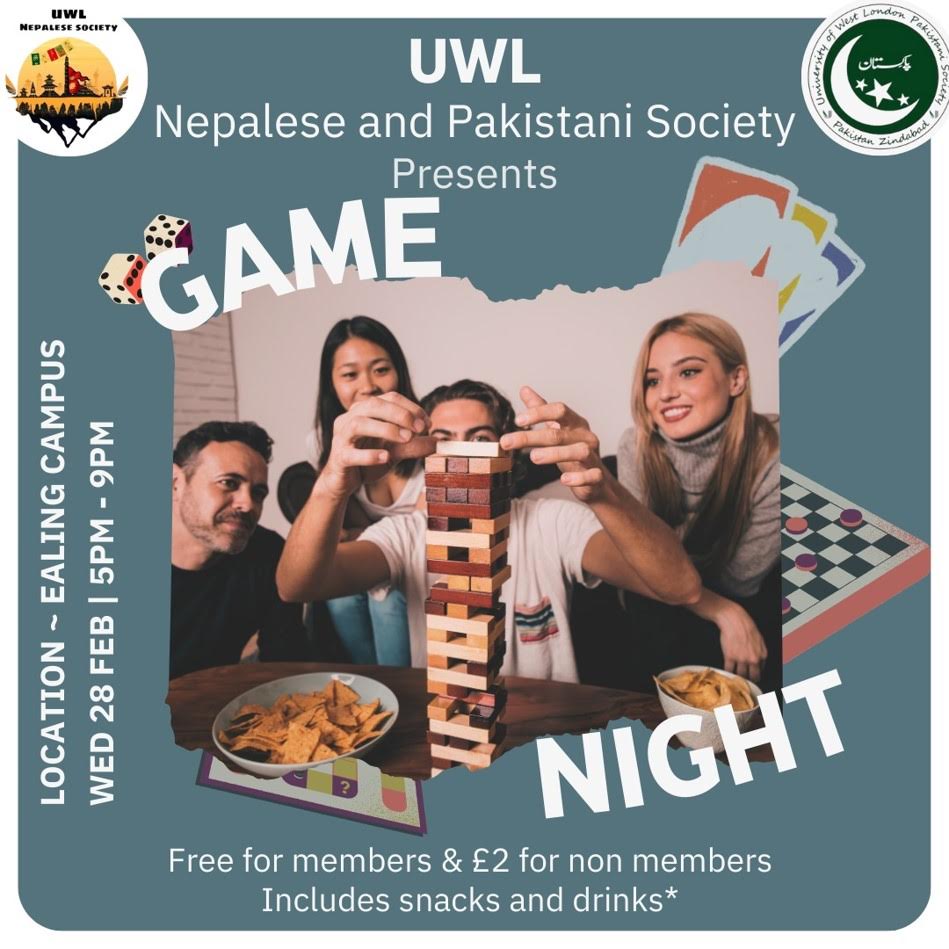 UWL
NEPALESE SOCIETY
University of West London Pakistani Society
پاکستان
Pakistan Zindabad
UWL
Nepalese and Pakistani Society
Presents
GAME
NIGHT
LOCATION ~ EALING CAMPUS
WED 28 FEB | 5PM - 9PM
?
Free for members & £2 for non members
Includes snacks and drinks*